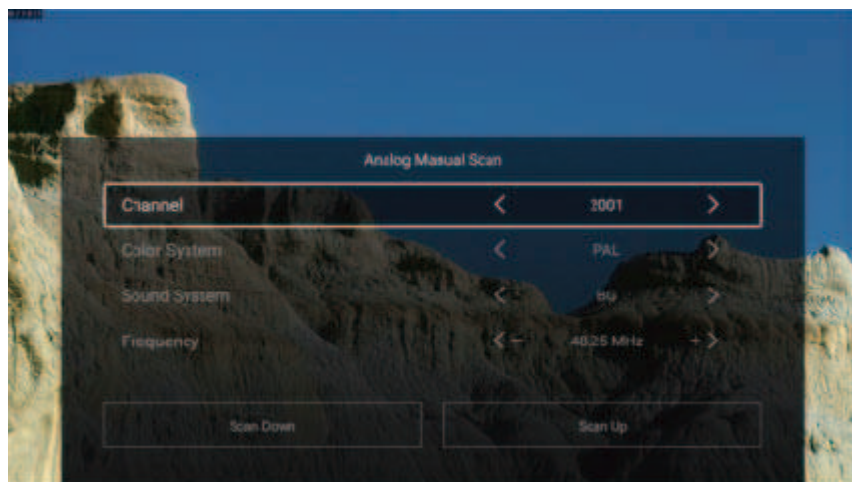 Analog Manual Scan
Channel < 2001 >
Color System < PAL >
Sound System < BG >
Frequency < − 48.25 MHz + >
Scan Down Scan Up